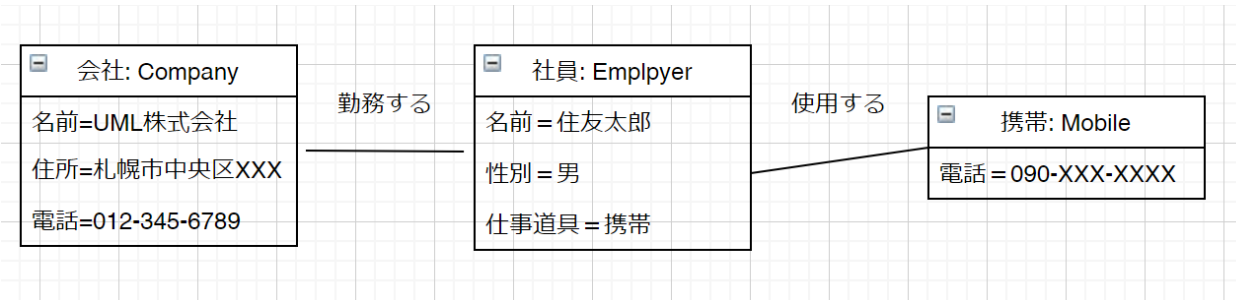 会社: Company
名前=UML株式会社
住所=札幌市中央区XXX
電話=012-345-6789
勤務する
社員: Emplpyer
名前＝住友太郎
性別＝男
仕事道具＝携帯
使用する
携帯: Mobile
電話＝090-XXX-XXXX